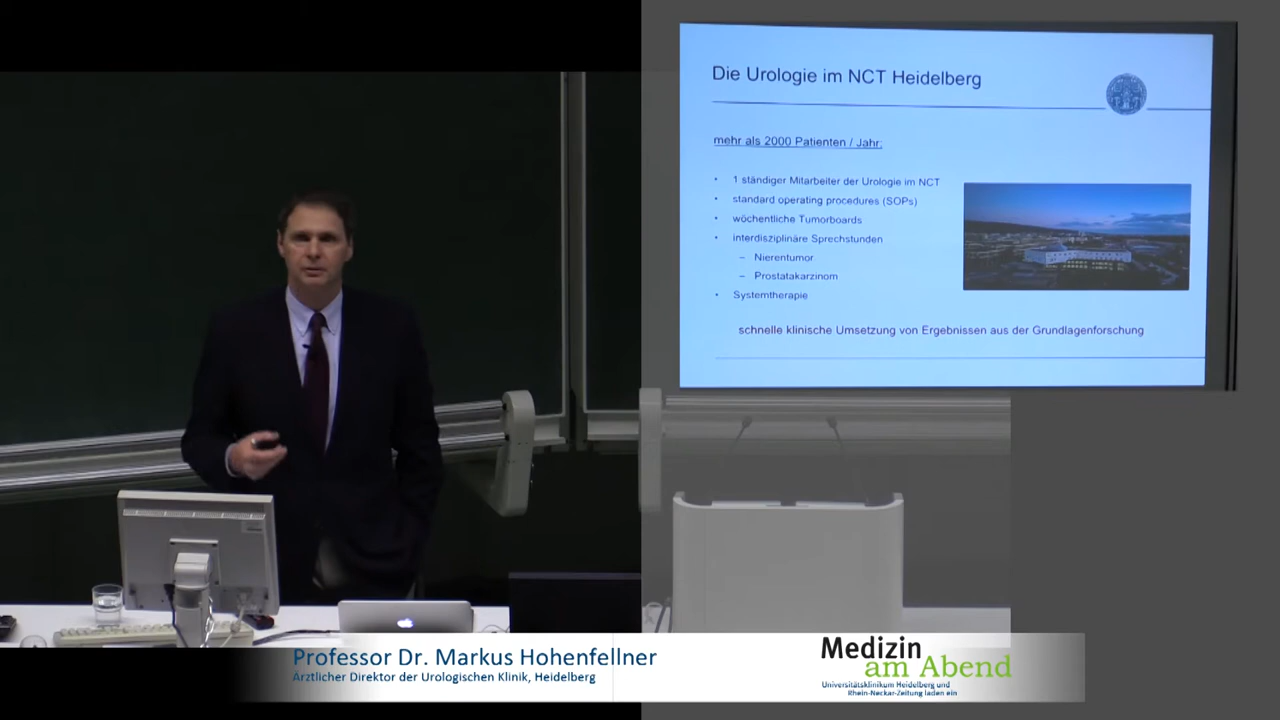 Die Urologie im NCT Heidelberg
mehr als 2000 Patienten / Jahr:
• 1 ständiger Mitarbeiter der Urologie im NCT
• standard operating procedures (SOPs)
• wöchentliche Tumorboards
• interdisziplinäre Sprechstunden
– Nierentumor
– Prostatakarzinom
• Systemtherapie
schnelle klinische Umsetzung von Ergebnissen aus der Grundlagenforschung
Professor Dr. Markus Hohenfellner
Ärztlicher Direktor der Urologischen Klinik, Heidelberg
Medizin
am Abend
Universitätsklinikum Heidelberg und
Rhein-Neckar-Zeitung laden ein